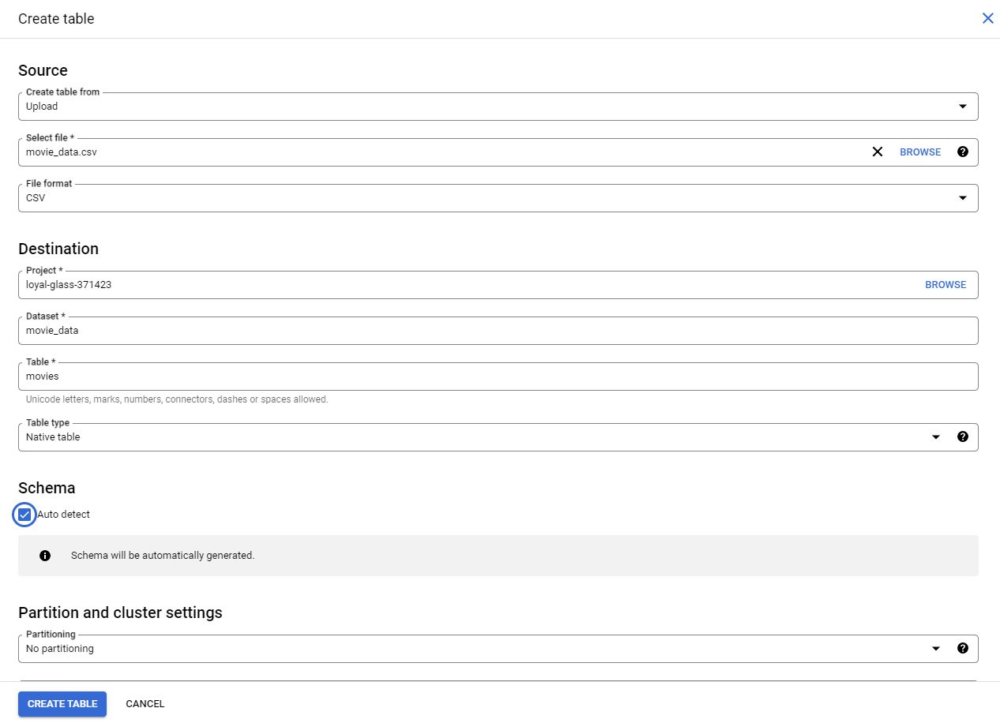 Create table
Source
Create table from
Upload
Select file *
movie_data.csv
BROWSE
File format
CSV
Destination
Project *
loyal-glass-371423
BROWSE
Dataset *
movie_data
Table *
movies
Unicode letters, marks, numbers, connectors, dashes or spaces allowed.
Table type
Native table
Schema
Auto detect
Schema will be automatically generated.
Partition and cluster settings
Partitioning
No partitioning
CREATE TABLE CANCEL